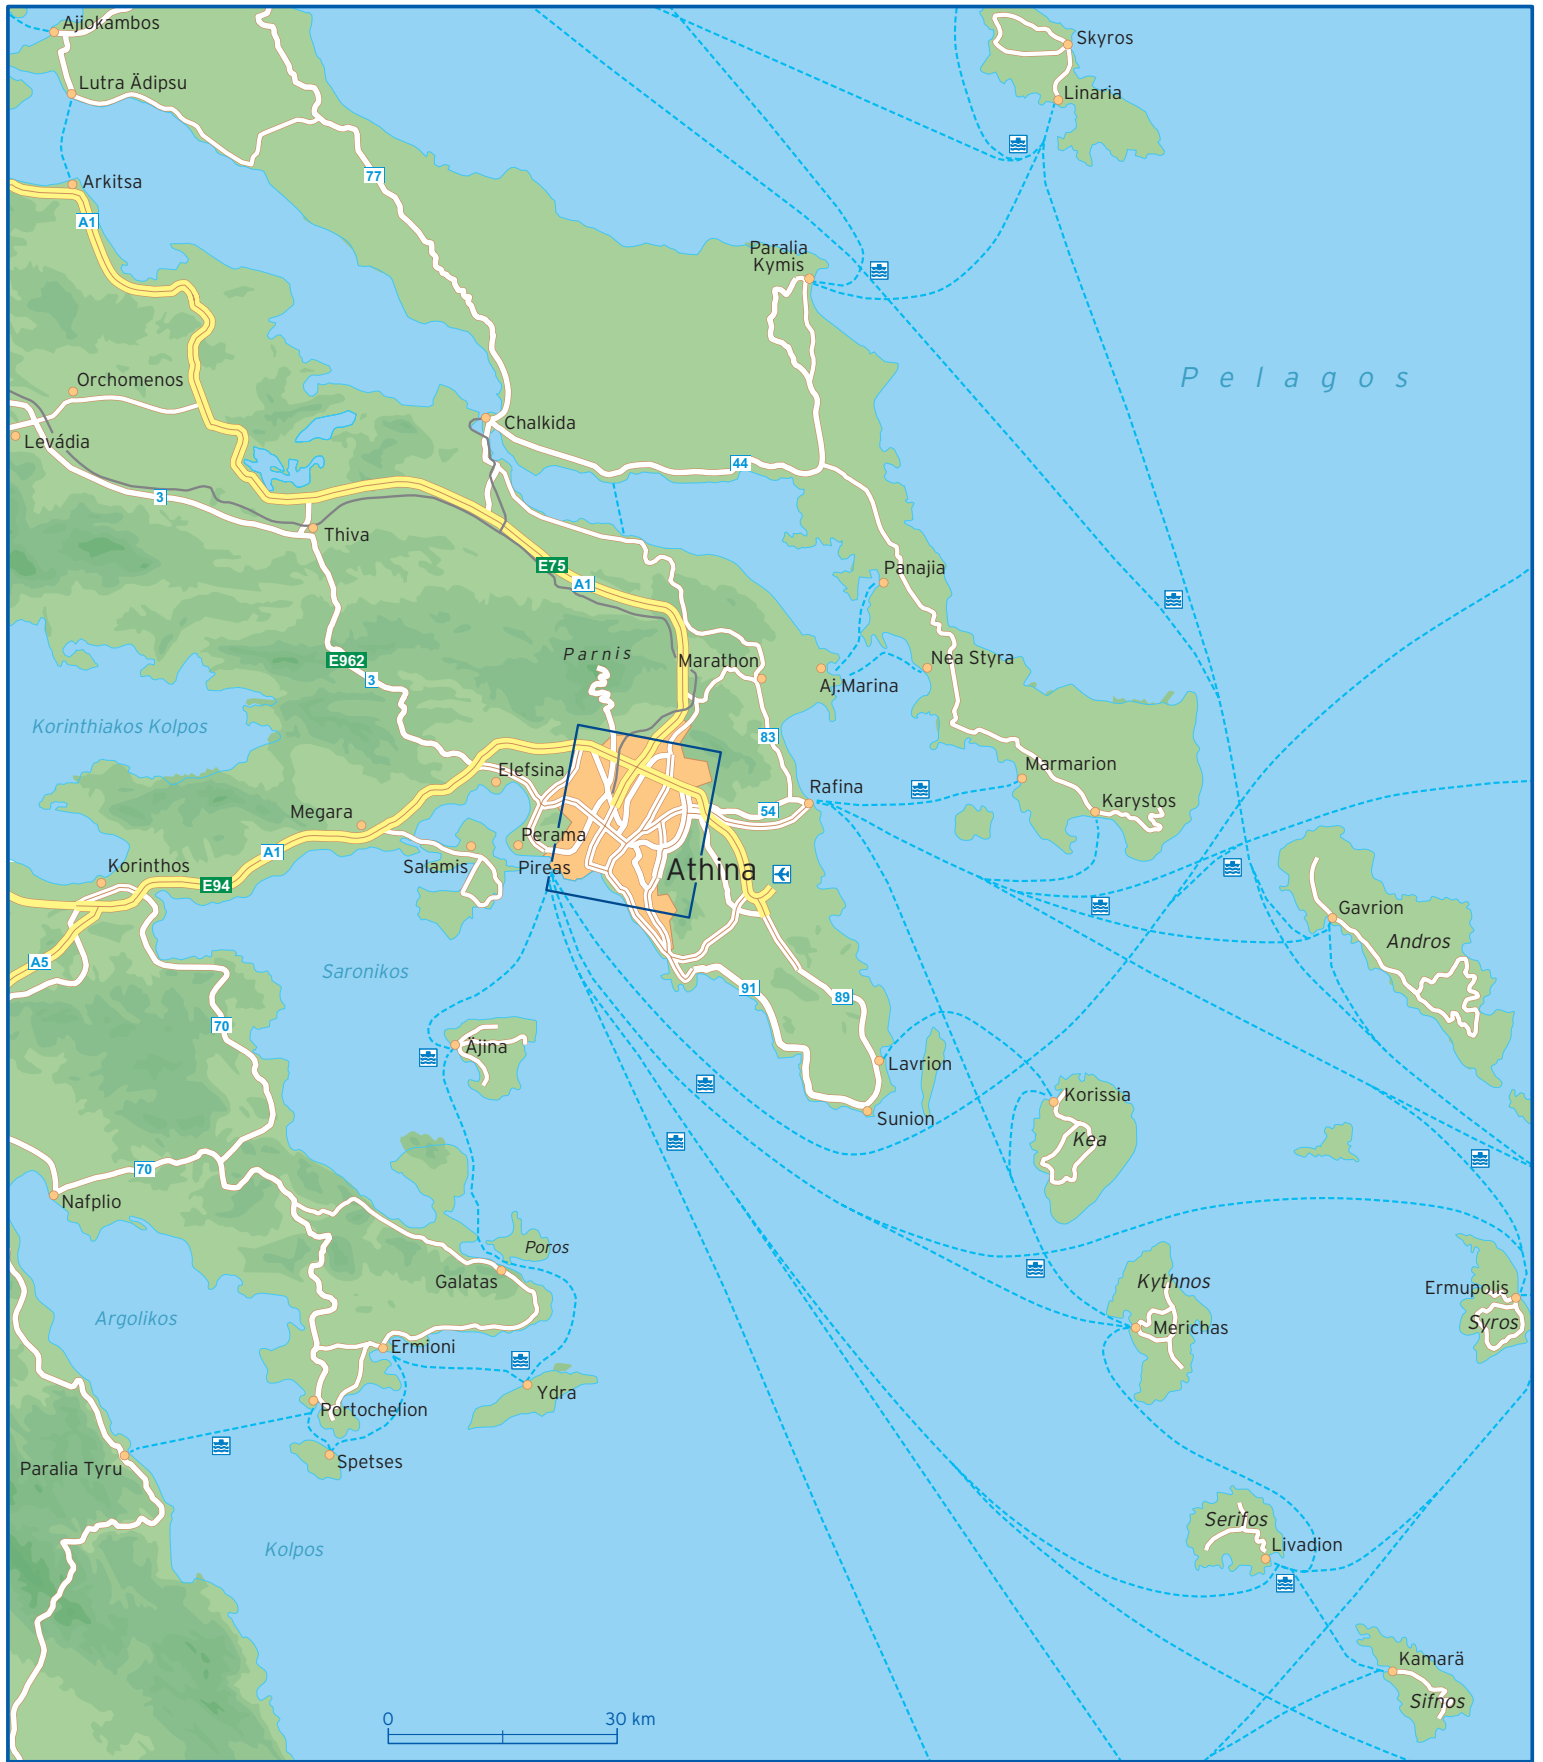 Ajiokambos
Skyros
Lutra Ädipsu
Linaria
77
Arkitsa
A1
Paralia
Kymis
Pelagos
Orchomenos
Chalkida
Levádia
44
3
Thiva
E75
A1
Panajia
Parnis
E962
3
Marathon
Nea Styra
Aj.Marina
Korinthiakos Kolpos
83
Marmarion
Elefsina
Rafina
Karystos
Megara
54
Perama
A1
Korinthos
Salamis
Pireas
Athina
E94
Gavrion
Andros
A5
Saronikos
91
89
70
Äjina
Lavrion
Korissia
Sunion
Kea
70
Nafplio
Poros
Galatas
Kythnos
Ermupolis
Argolikos
Syros
Merichas
Ermioni
Ydra
Portochelion
Paralia Tyru
Spetses
Serifos
Livadion
Kolpos
Kamarä
Sifnos
0
30 km